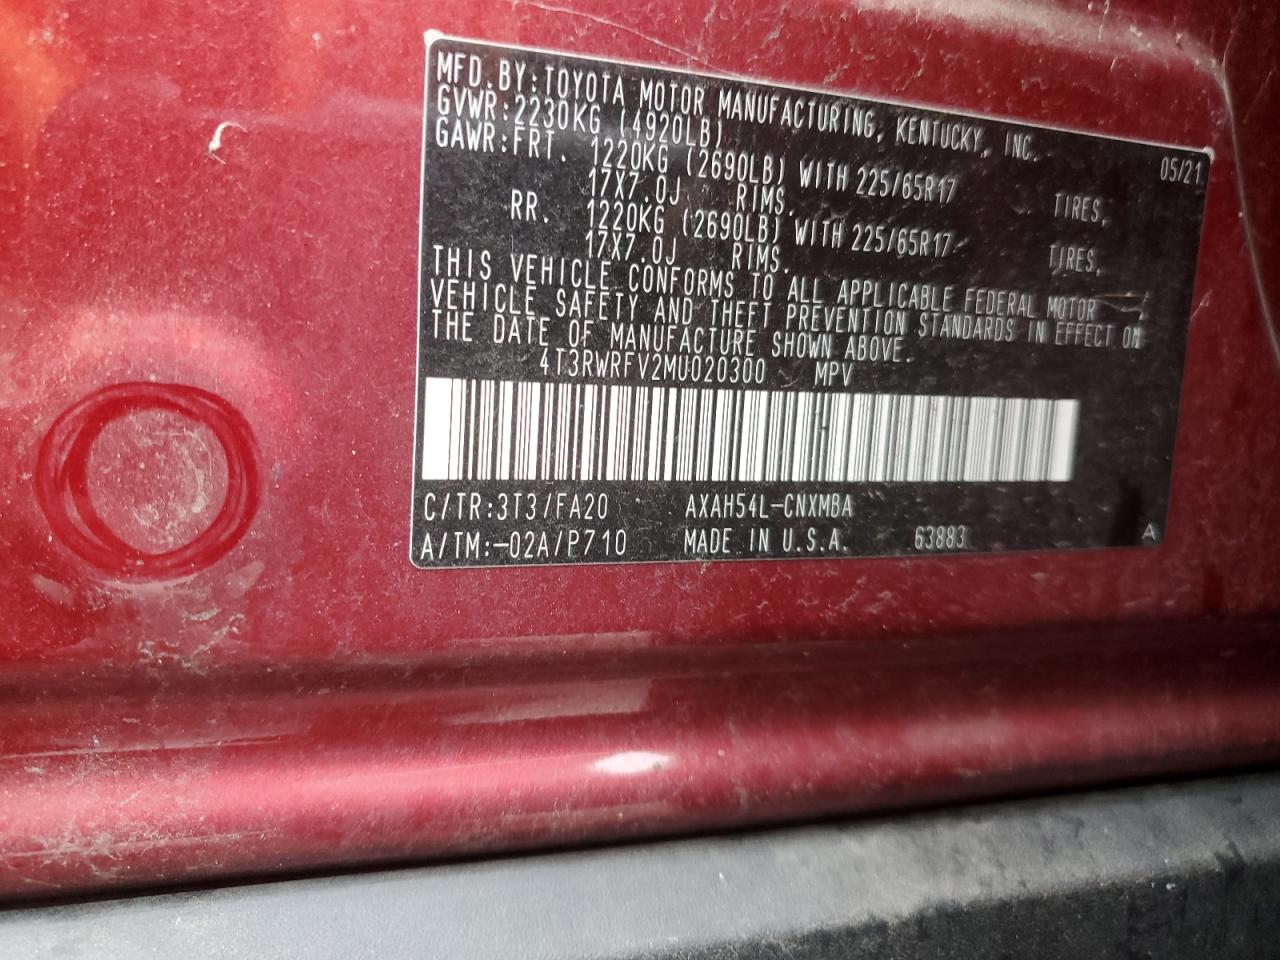 MFD. BY: TOYOTA MOTOR MANUFACTURING, KENTUCKY, INC. 05/21
GVWR: 2230KG (4920LB)
GAWR: FRT. 1220KG (2690LB) WITH 225/65R17 TIRES,
17X7.0J RIMS.
RR. 1220KG (2690LB) WITH 225/65R17 TIRES,
17X7.0J RIMS.
THIS VEHICLE CONFORMS TO ALL APPLICABLE FEDERAL MOTOR
VEHICLE SAFETY AND THEFT PREVENTION STANDARDS IN EFFECT ON
THE DATE OF MANUFACTURE SHOWN ABOVE.
4T3RWRFV2MU020300 MPV
C/TR:3T3/FA20 AXAH54L-CNXMBA
A/TM:-02A/P710 MADE IN U.S.A. 63883 A